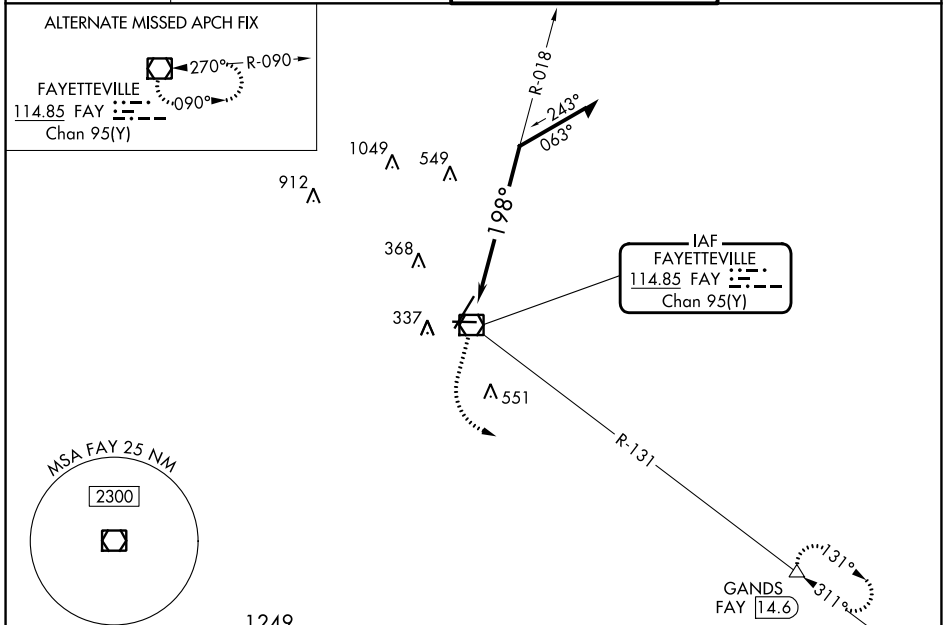 ALTERNATE MISSED APCH FIX
270° R-090
FAYETTEVILLE
114.85 FAY
090°
Chan 95(Y)
R-018
243°
063°
1049
549
912
198°
368
IAF
FAYETTEVILLE
114.85 FAY
Chan 95(Y)
337
551
R-131
MSA FAY 25 NM
2300
131°
311°
GANDS
FAY 14.6
1249